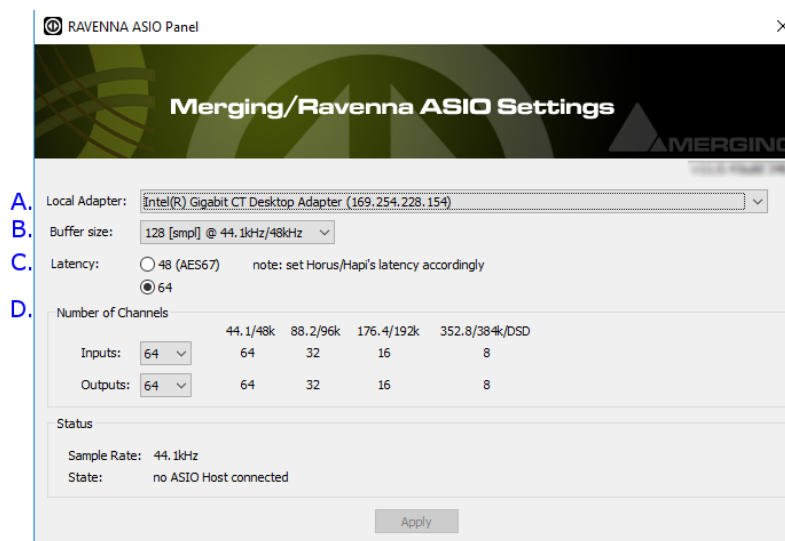 RAVENNA ASIO Panel
Merging/Ravenna ASIO Settings
MERGING
A. Local Adapter: Intel(R) Gigabit CT Desktop Adapter (169.254.228.154)
B. Buffer size: 128 [smpl] @ 44.1kHz/48kHz
C. Latency: 48 (AES67) note: set Horus/Hapi's latency accordingly
64
D. Number of Channels
44.1/48k 88.2/96k 176.4/192k 352.8/384k/DSD
Inputs: 64 64 32 16 8
Outputs: 64 64 32 16 8
Status
Sample Rate: 44.1kHz
State: no ASIO Host connected
Apply